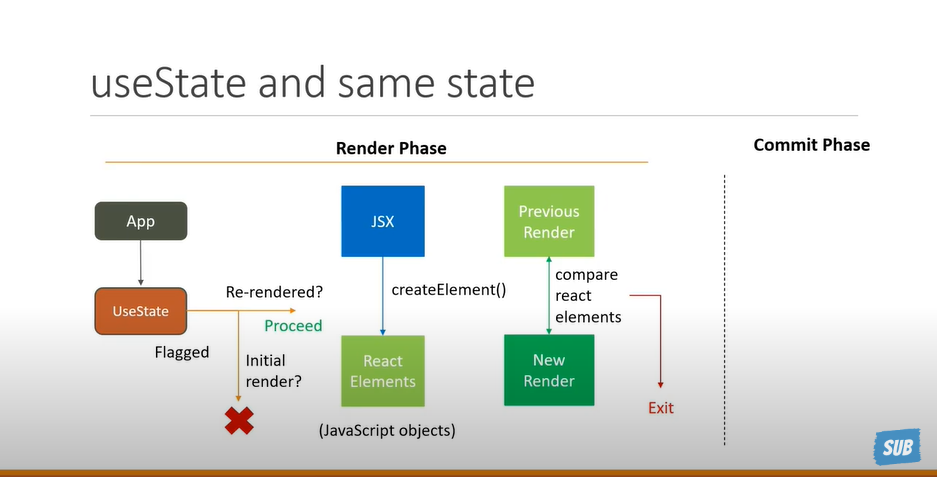 useState and same state
Render Phase
Commit Phase
App
UseState
Flagged
Re-rendered?
Proceed
Initial
render?
JSX
createElement()
React
Elements
(JavaScript objects)
Previous
Render
compare
react
elements
New
Render
Exit
SUB